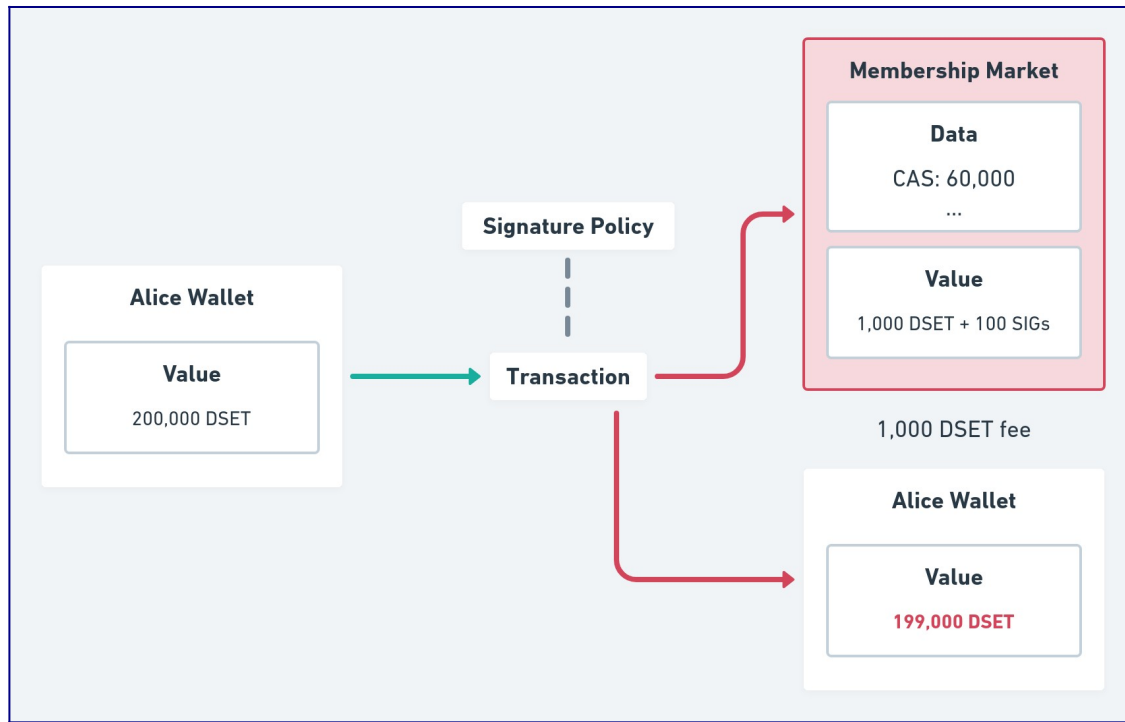 Alice Wallet
Value
200,000 DSET
Signature Policy
Transaction
Membership Market
Data
CAS: 60,000
...
Value
1,000 DSET + 100 SIGs
1,000 DSET fee
Alice Wallet
Value
199,000 DSET